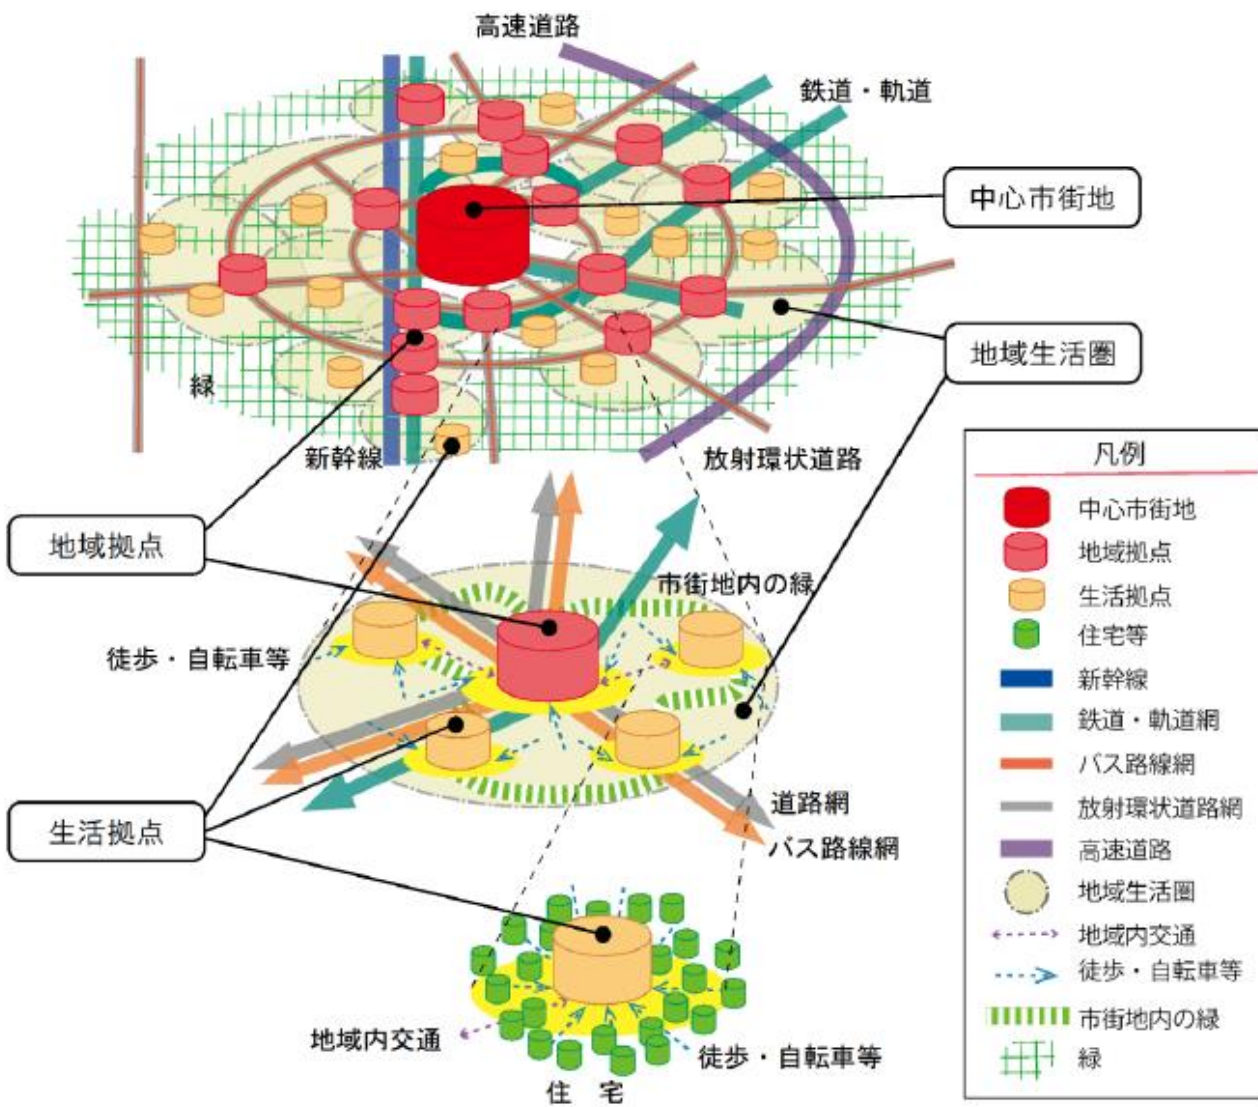 高速道路
鉄道・軌道
中心市街地
地域生活圏
緑
新幹線
放射環状道路
地域拠点
市街地内の緑
徒歩・自転車等
道路網
バス路線網
生活拠点
地域内交通
徒歩・自転車等
住 宅
凡例
中心市街地
地域拠点
生活拠点
住宅等
新幹線
鉄道・軌道網
バス路線網
放射環状道路網
高速道路
地域生活圏
地域内交通
徒歩・自転車等
市街地内の緑
緑